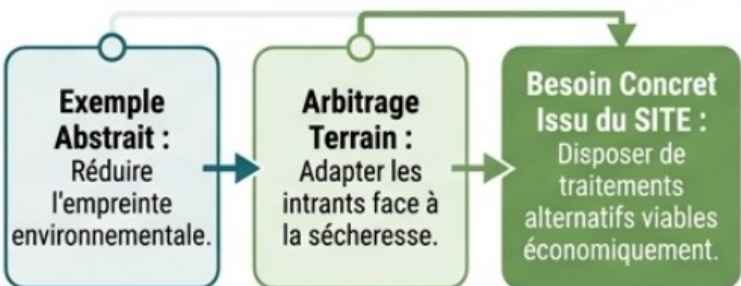 Exemple
Abstrait :
Réduire
l'empreinte
environnementale.
Arbitrage
Terrain :
Adapter les
intrants face à
la sécheresse.
Besoin Concret
Issu du SITE :
Disposer de
traitements
alternatifs viables
économiquement.